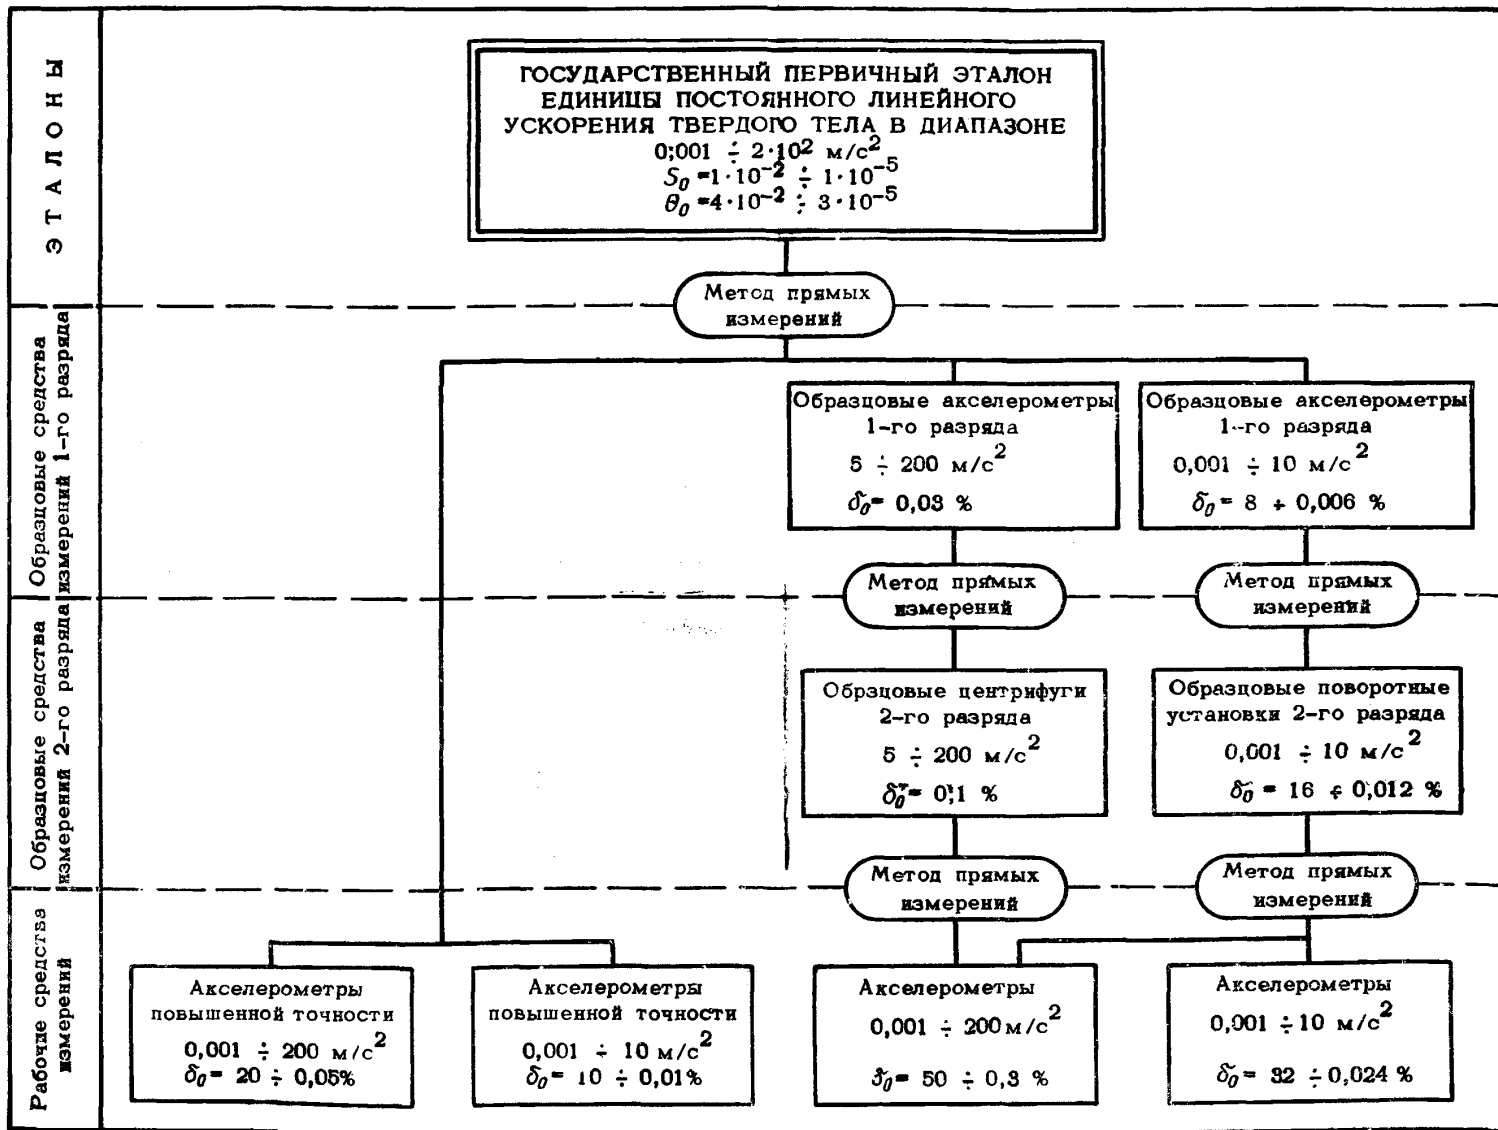 ЭТАЛОНЫ
ГОСУДАРСТВЕННЫЙ ПЕРВИЧНЫЙ ЭТАЛОН
ЕДИНИЦЫ ПОСТОЯННОГО ЛИНЕЙНОГО
УСКОРЕНИЯ ТВЕРДОГО ТЕЛА В ДИАПАЗОНЕ
0,001 ÷ 2·10² м/с²
S₀ = 1·10⁻² ÷ 1·10⁻⁵
θ₀ = 4·10⁻² ÷ 3·10⁻⁵
Метод прямых
измерений
Образцовые средства
измерений 1-го разряда
Образцовые акселерометры
1-го разряда
5 ÷ 200 м/с²
δ₀ = 0,03 %
Образцовые акселерометры
1-го разряда
0,001 ÷ 10 м/с²
δ₀ = 8 ÷ 0,006 %
Метод прямых
измерений
Метод прямых
измерений
Образцовые средства
измерений 2-го разряда
Обрзцовые центрифуги
2-го разряда
5 ÷ 200 м/с²
δ₀ = 0,1 %
Образцовые поворотные
установки 2-го разряда
0,001 ÷ 10 м/с²
δ₀ = 16 ÷ 0,012 %
Метод прямых
измерений
Метод прямых
измерений
Рабочие средства
измерений
Акселерометры
повышенной точности
0,001 ÷ 200 м/с²
δ₀ = 20 ÷ 0,05%
Акселерометры
повышенной точности
0,001 ÷ 10 м/с²
δ₀ = 10 ÷ 0,01%
Акселерометры
0,001 ÷ 200 м/с²
δ₀ = 50 ÷ 0,3 %
Акселерометры
0,001 ÷ 10 м/с²
δ₀ = 32 ÷ 0,024 %